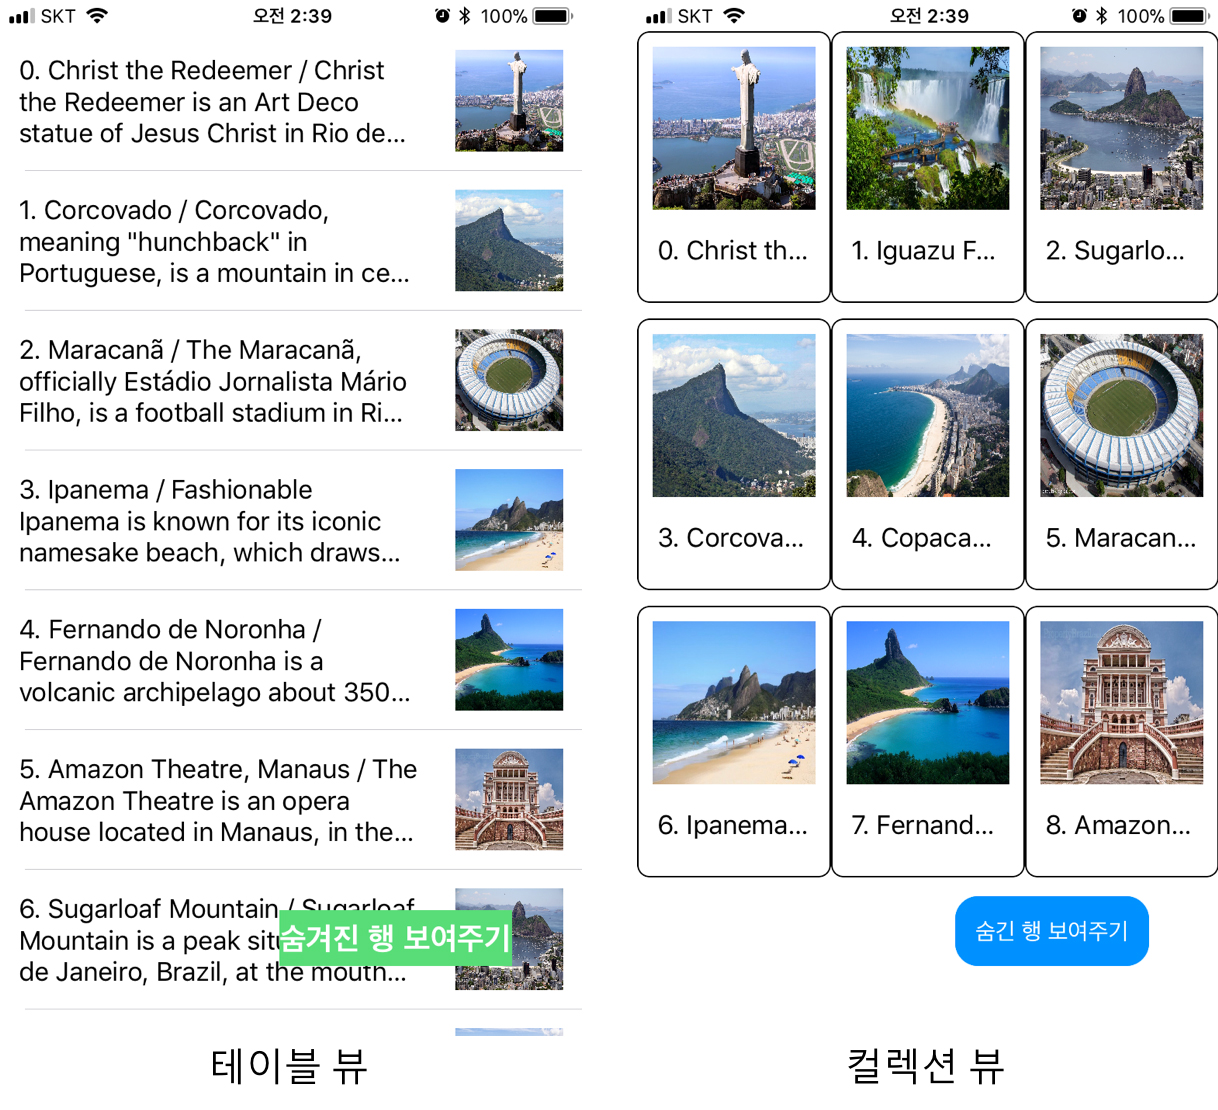 SKT 오전 2:39 100%
0. Christ the Redeemer / Christ
the Redeemer is an Art Deco
statue of Jesus Christ in Rio de...
1. Corcovado / Corcovado,
meaning "hunchback" in
Portuguese, is a mountain in ce...
2. Maracanã / The Maracanã,
officially Estádio Jornalista Mário
Filho, is a football stadium in Ri...
3. Ipanema / Fashionable
Ipanema is known for its iconic
namesake beach, which draws...
4. Fernando de Noronha /
Fernando de Noronha is a
volcanic archipelago about 350...
5. Amazon Theatre, Manaus / The
Amazon Theatre is an opera
house located in Manaus, in the...
6. Sugarloaf Mountain / Sugarloaf
Mountain is a peak situ
숨겨진 행 보여주기
de Janeiro, Brazil, at the mouth...
테이블 뷰
SKT 오전 2:39 100%
0. Christ th...
1. Iguazu F...
2. Sugarlo...
3. Corcova...
4. Copaca...
5. Maracan...
6. Ipanema...
7. Fernand...
8. Amazon...
숨긴 행 보여주기
컬렉션 뷰